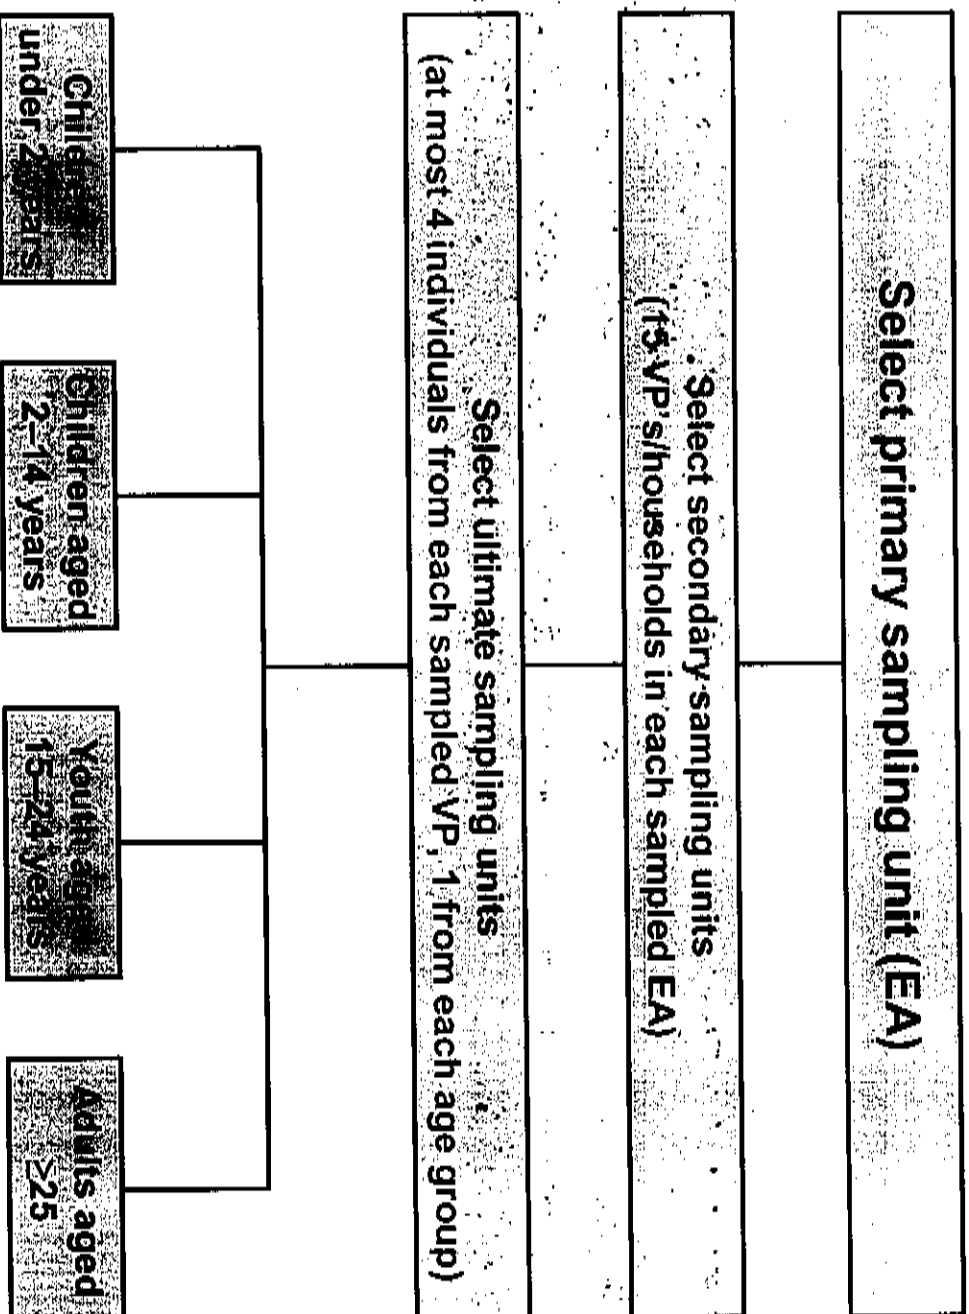 Select primary sampling unit (EA)
Select secondary sampling units
(15 VP's/households in each sampled EA)
Select ultimate sampling units
(at most 4 individuals from each sampled VP, 1 from each age group)
Children
under 2 years
Children aged
2–14 years
Youth aged
15–24 years
Adults aged
>25